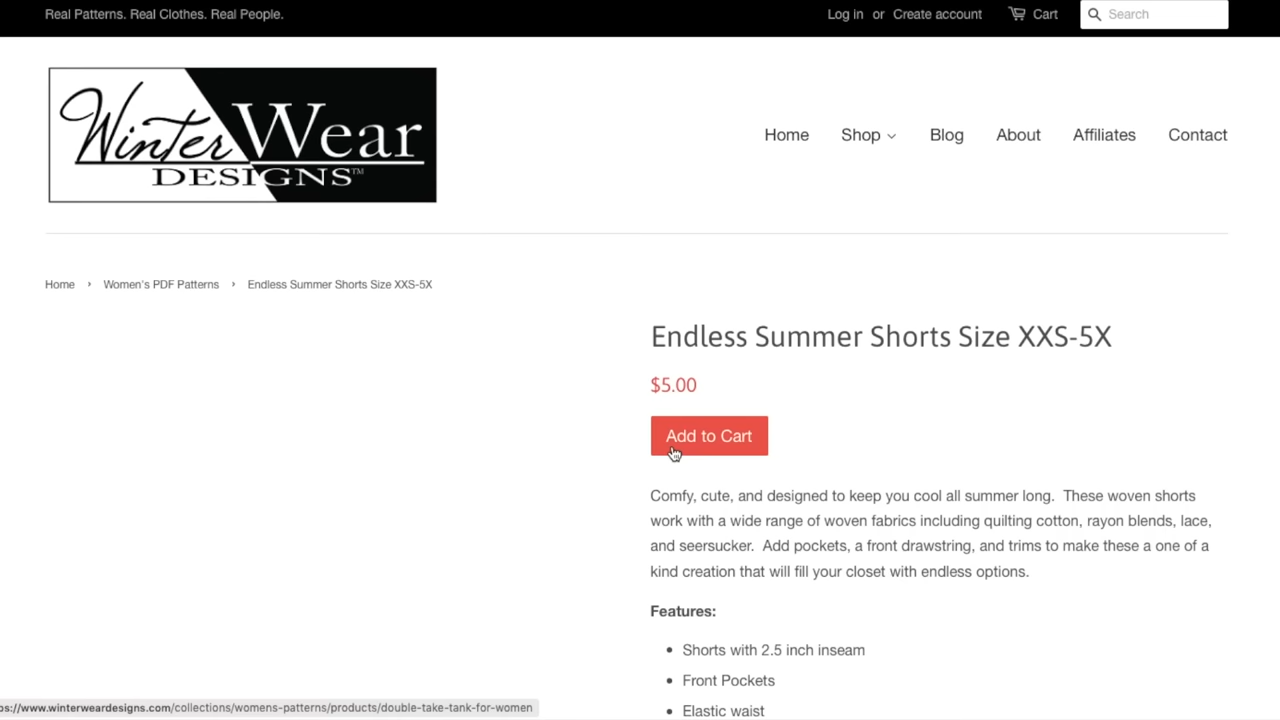 Real Patterns. Real Clothes. Real People.
Log in or Create account Cart Search
Winter Wear
DESIGNS™
Home Shop Blog About Affiliates Contact
Home › Women's PDF Patterns › Endless Summer Shorts Size XXS-5X
Endless Summer Shorts Size XXS-5X
$5.00
Add to Cart
Comfy, cute, and designed to keep you cool all summer long. These woven shorts
work with a wide range of woven fabrics including quilting cotton, rayon blends, lace,
and seersucker. Add pockets, a front drawstring, and trims to make these a one of a
kind creation that will fill your closet with endless options.
Features:
• Shorts with 2.5 inch inseam
• Front Pockets
• Elastic waist
ps://www.winterweardesigns.com/collections/womens-patterns/products/double-take-tank-for-women